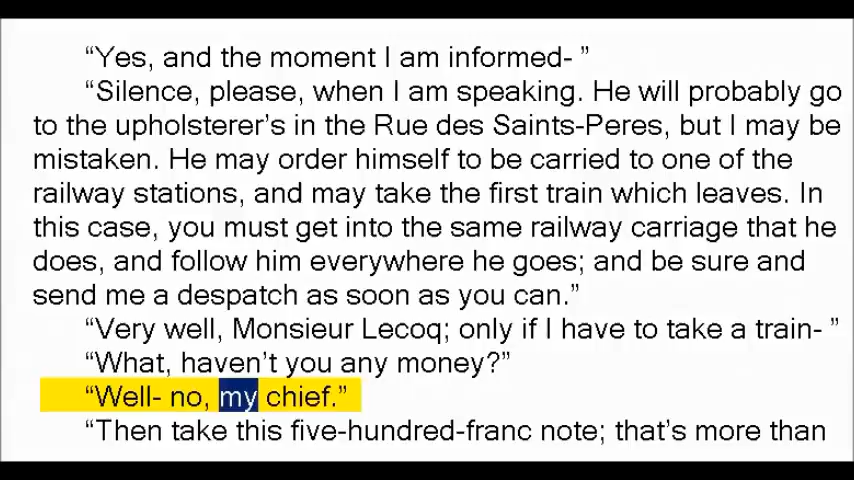 “Yes, and the moment I am informed- ”
“Silence, please, when I am speaking. He will probably go
to the upholsterer’s in the Rue des Saints-Peres, but I may be
mistaken. He may order himself to be carried to one of the
railway stations, and may take the first train which leaves. In
this case, you must get into the same railway carriage that he
does, and follow him everywhere he goes; and be sure and
send me a despatch as soon as you can.”
“Very well, Monsieur Lecoq; only if I have to take a train- ”
“What, haven’t you any money?”
“Well- no, my chief.”
“Then take this five-hundred-franc note; that’s more than